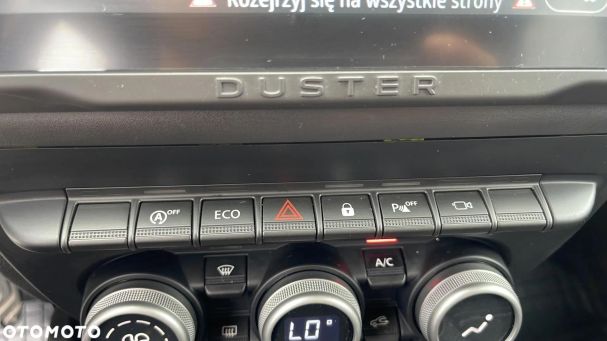 Rozejrzyj się na wszystkie strony
DUSTER
A OFF ECO P OFF
A/C
LO°
OTOMOTO